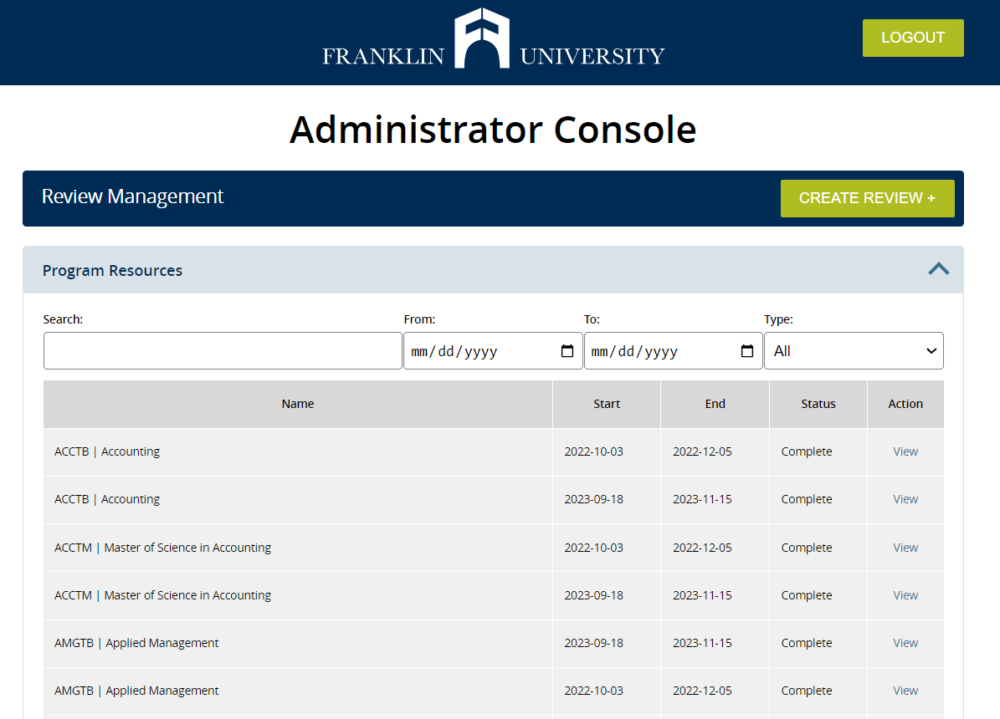 FRANKLIN UNIVERSITY
LOGOUT
Administrator Console
Review Management
CREATE REVIEW +
Program Resources
Search: From: To: Type:
mm/dd/yyyy mm/dd/yyyy All
Name Start End Status Action
ACCTB | Accounting 2022-10-03 2022-12-05 Complete View
ACCTB | Accounting 2023-09-18 2023-11-15 Complete View
ACCTM | Master of Science in Accounting 2022-10-03 2022-12-05 Complete View
ACCTM | Master of Science in Accounting 2023-09-18 2023-11-15 Complete View
AMGTB | Applied Management 2023-09-18 2023-11-15 Complete View
AMGTB | Applied Management 2022-10-03 2022-12-05 Complete View